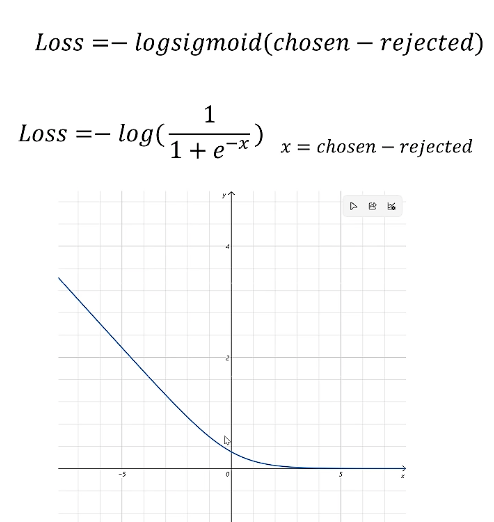 Loss =− logsigmoid(chosen − rejected)
Loss =− log(1/(1 + e^{−x})) x = chosen − rejected
y
4
2
−5 0 5 x